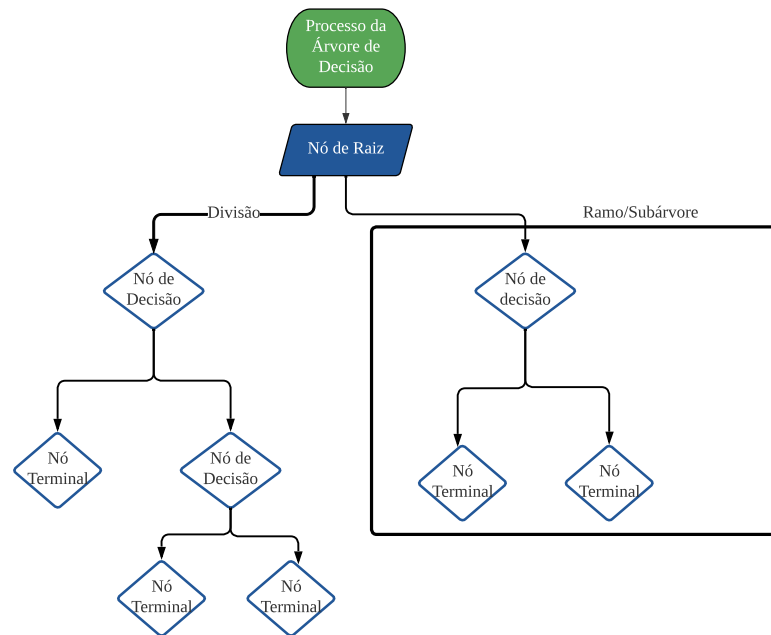 Processo da
Árvore de
Decisão
Nó de Raiz
Divisão
Ramo/Subárvore
Nó de
Decisão
Nó de
decisão
Nó
Terminal
Nó de
Decisão
Nó
Terminal
Nó
Terminal
Nó
Terminal
Nó
Terminal